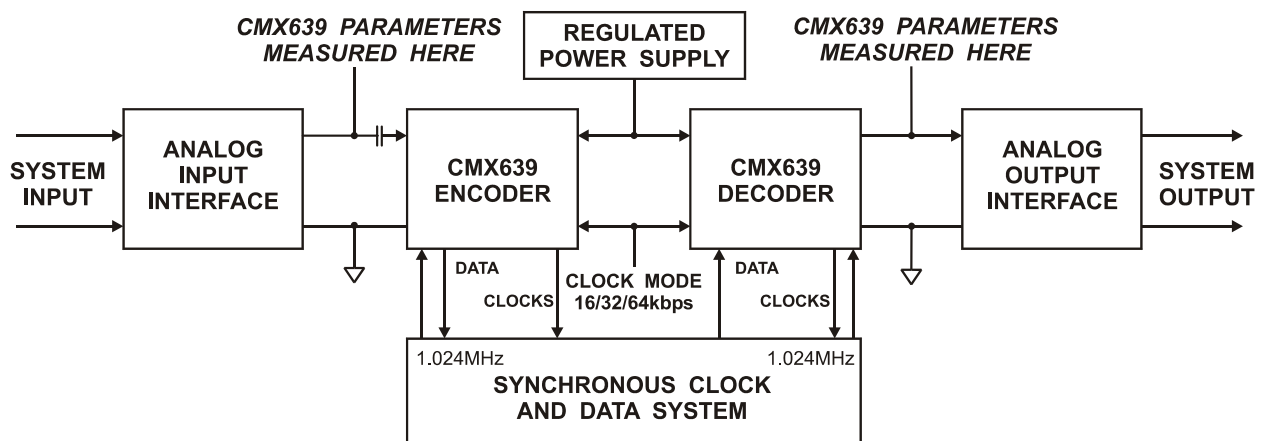 CMX639 PARAMETERS
MEASURED HERE
REGULATED
POWER SUPPLY
CMX639 PARAMETERS
MEASURED HERE
SYSTEM
INPUT
ANALOG
INPUT
INTERFACE
CMX639
ENCODER
CMX639
DECODER
ANALOG
OUTPUT
INTERFACE
SYSTEM
OUTPUT
DATA
CLOCKS
CLOCK MODE
16/32/64kbps
DATA
CLOCKS
1.024MHz
1.024MHz
SYNCHRONOUS CLOCK
AND DATA SYSTEM